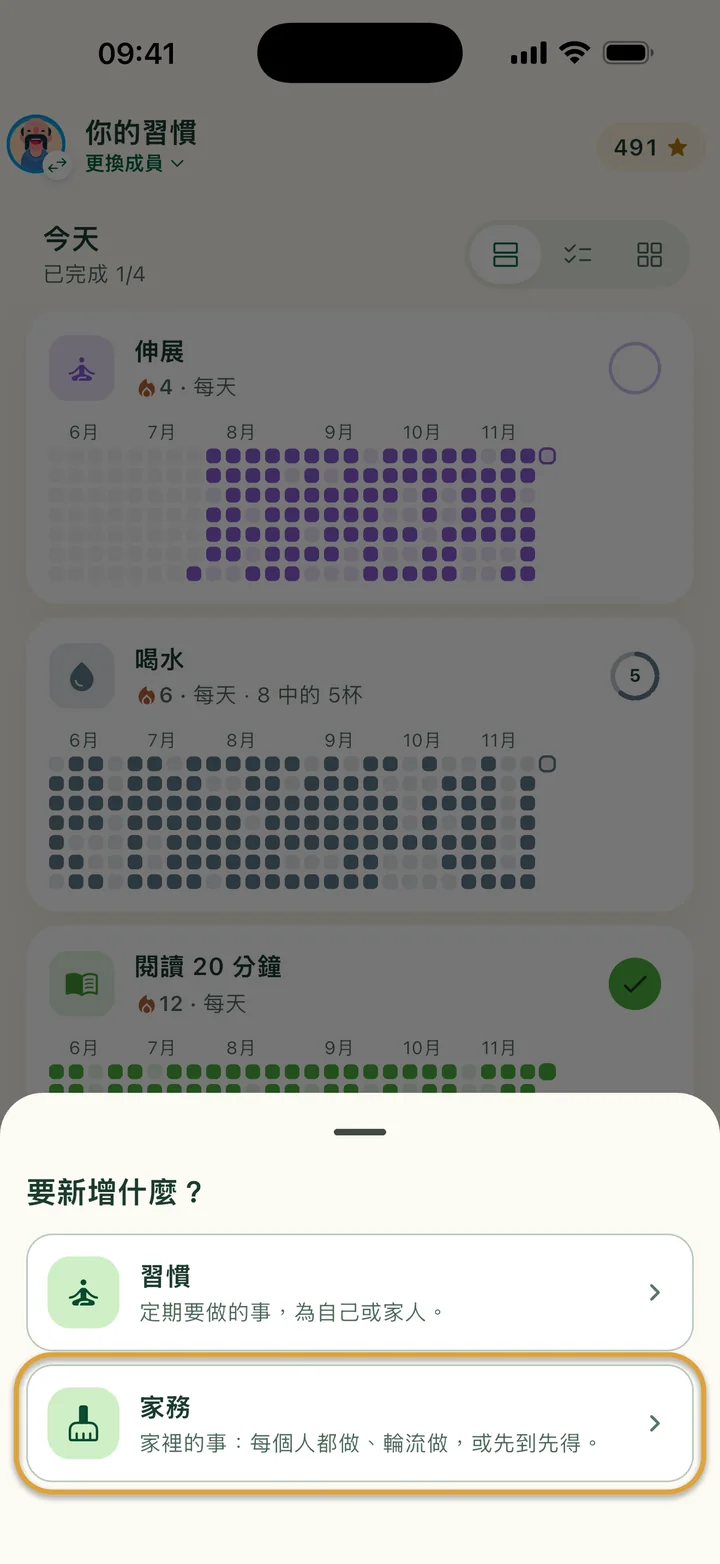 09:41
你的習慣
更換成員
491
今天
已完成 1/4
伸展
4 · 每天
6月 7月 8月 9月 10月 11月
喝水
6 · 每天 · 8 中的 5杯
5
6月 7月 8月 9月 10月 11月
閱讀 20 分鐘
12 · 每天
6月 7月 8月 9月 10月 11月
要新增什麼？
習慣
定期要做的事，為自己或家人。
家務
家裡的事：每個人都做、輪流做，或先到先得。